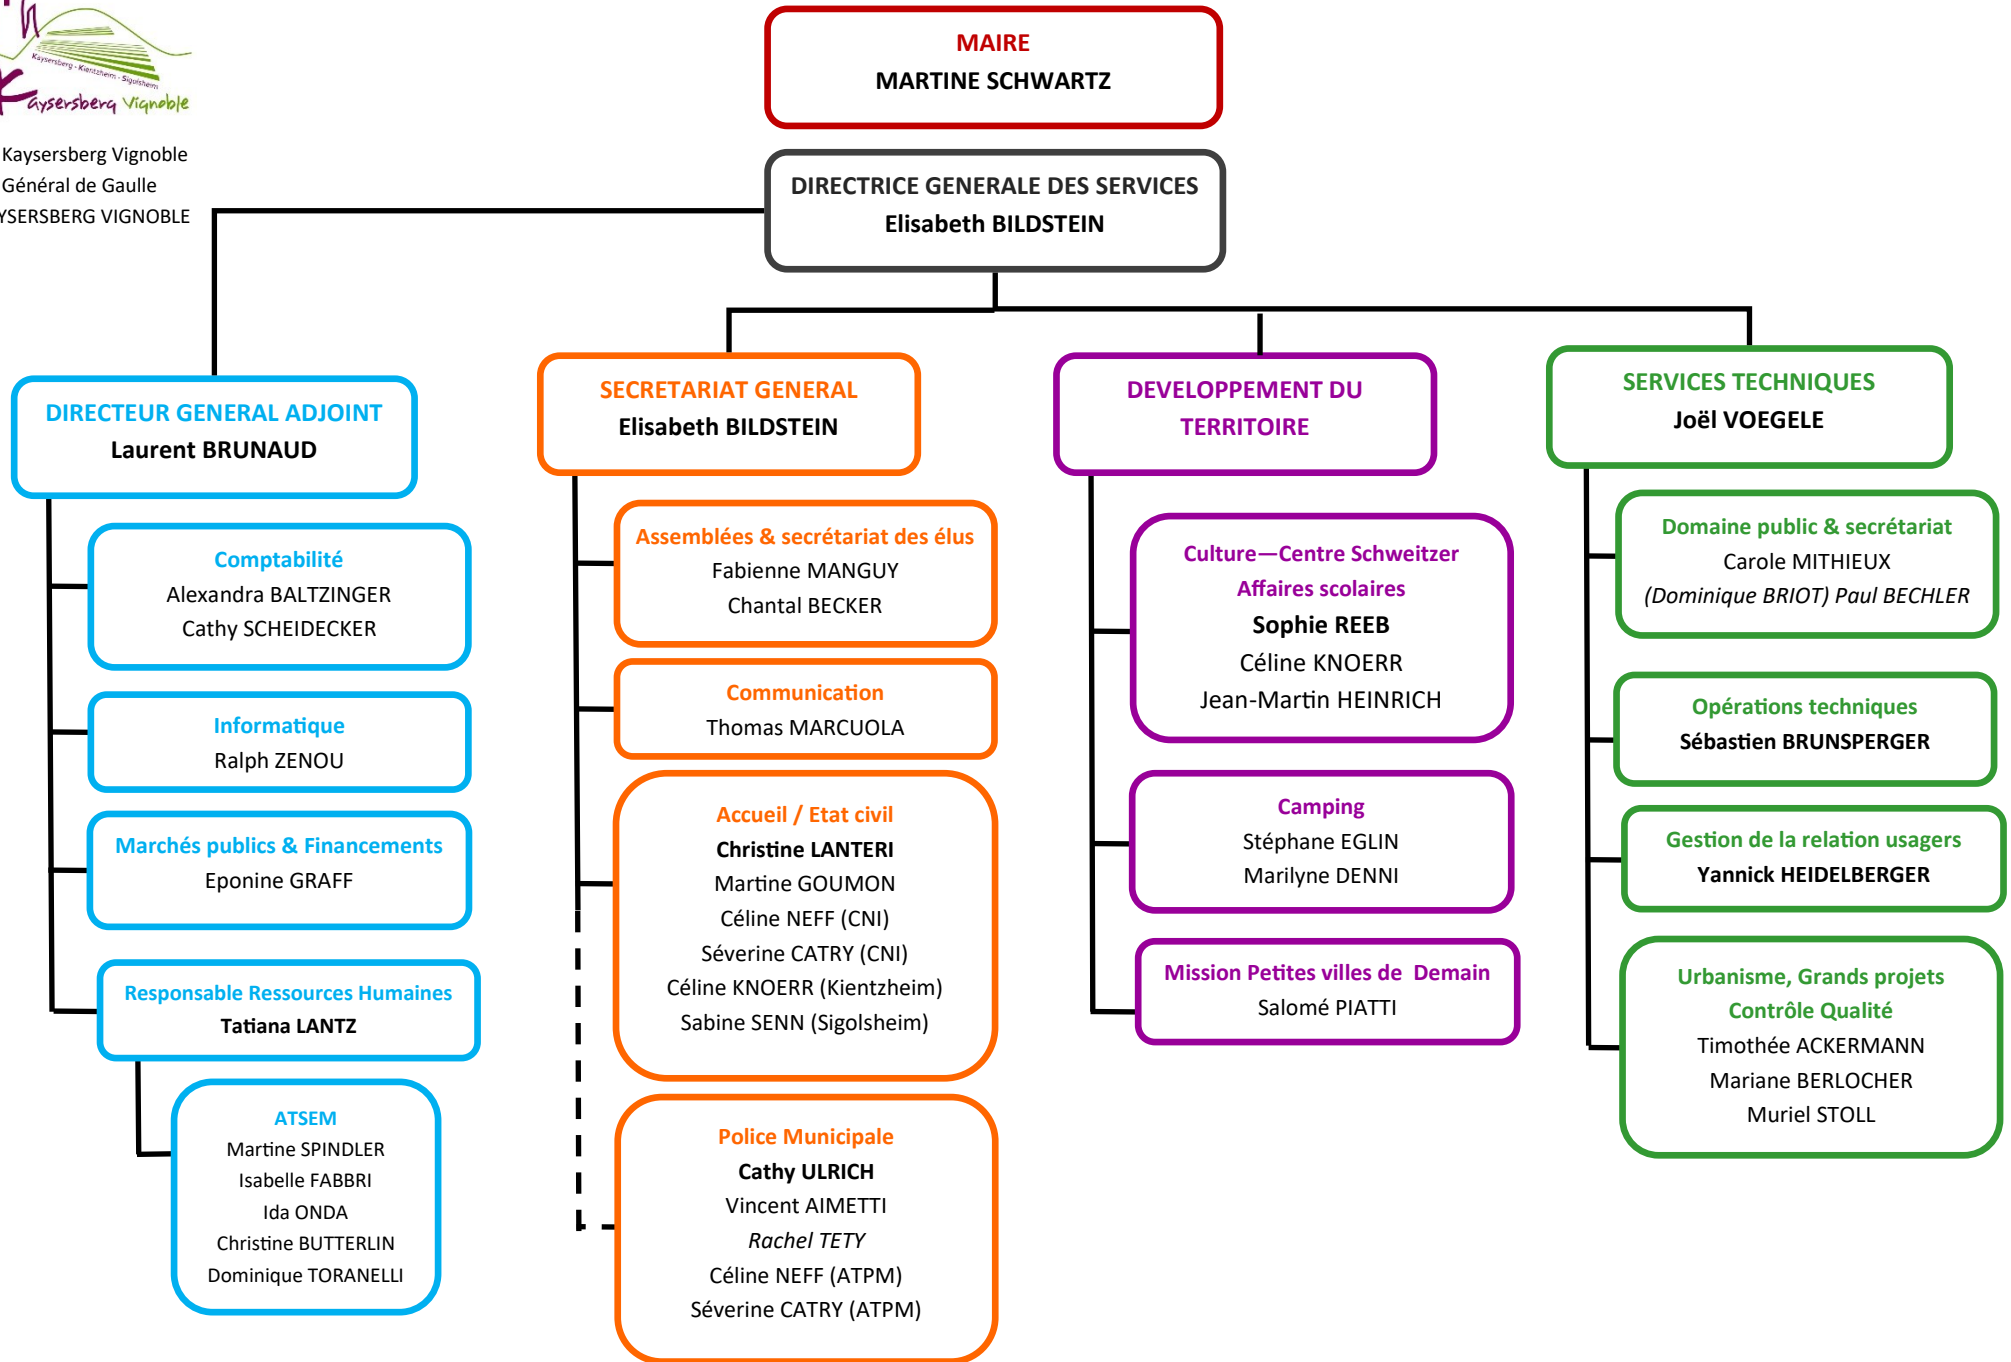 Kaysersberg - Kientzheim - Sigolsheim
Kaysersberg Vignoble
Kaysersberg Vignoble
Général de Gaulle
YSERSBERG VIGNOBLE
MAIRE
MARTINE SCHWARTZ
DIRECTRICE GENERALE DES SERVICES
Elisabeth BILDSTEIN
DIRECTEUR GENERAL ADJOINT
Laurent BRUNAUD
Comptabilité
Alexandra BALTZINGER
Cathy SCHEIDECKER
Informatique
Ralph ZENOU
Marchés publics & Financements
Eponine GRAFF
Responsable Ressources Humaines
Tatiana LANTZ
ATSEM
Martine SPINDLER
Isabelle FABBRI
Ida ONDA
Christine BUTTERLIN
Dominique TORANELLI
SECRETARIAT GENERAL
Elisabeth BILDSTEIN
Assemblées & secrétariat des élus
Fabienne MANGUY
Chantal BECKER
Communication
Thomas MARCUOLA
Accueil / Etat civil
Christine LANTERI
Martine GOUMON
Céline NEFF (CNI)
Séverine CATRY (CNI)
Céline KNOERR (Kientzheim)
Sabine SENN (Sigolsheim)
Police Municipale
Cathy ULRICH
Vincent AIMETTI
Rachel TETY
Céline NEFF (ATPM)
Séverine CATRY (ATPM)
DEVELOPPEMENT DU
TERRITOIRE
Culture—Centre Schweitzer
Affaires scolaires
Sophie REEB
Céline KNOERR
Jean-Martin HEINRICH
Camping
Stéphane EGLIN
Marilyne DENNI
Mission Petites villes de Demain
Salomé PIATTI
SERVICES TECHNIQUES
Joël VOEGELE
Domaine public & secrétariat
Carole MITHIEUX
(Dominique BRIOT) Paul BECHLER
Opérations techniques
Sébastien BRUNSPERGER
Gestion de la relation usagers
Yannick HEIDELBERGER
Urbanisme, Grands projets
Contrôle Qualité
Timothée ACKERMANN
Mariane BERLOCHER
Muriel STOLL